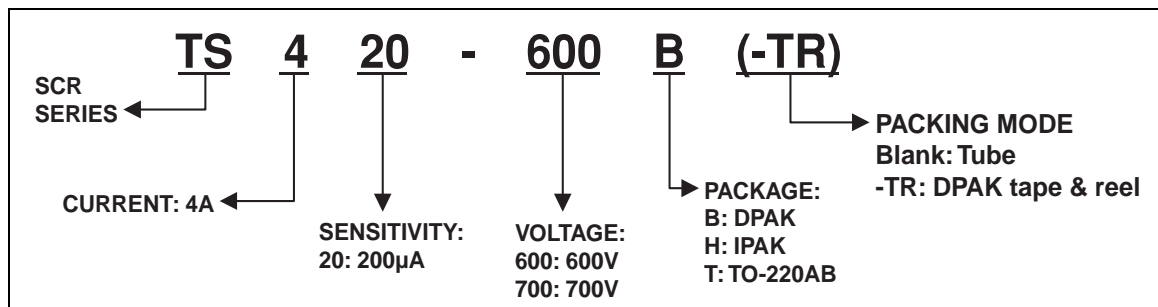 TS 4 20 - 600 B (-TR)
SCR
SERIES
CURRENT: 4A
SENSITIVITY:
20: 200µA
VOLTAGE:
600: 600V
700: 700V
PACKAGE:
B: DPAK
H: IPAK
T: TO-220AB
PACKING MODE
Blank: Tube
-TR: DPAK tape & reel